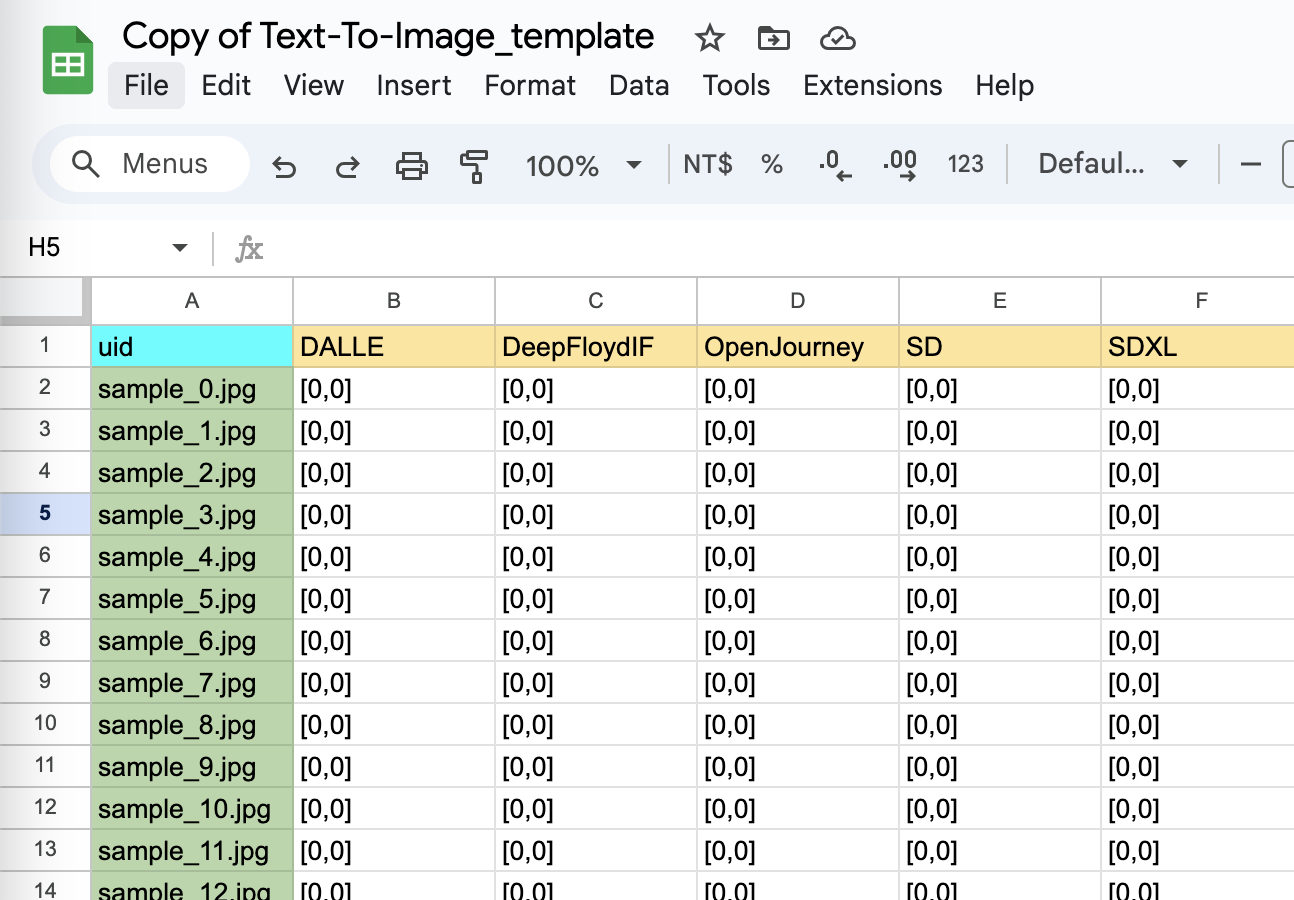 Copy of Text-To-Image_template
File Edit View Insert Format Data Tools Extensions Help
Menus 100% NT$ % .0 .00 123 Defaul...
H5 fx
A B C D E F
1 uid DALLE DeepFloydIF OpenJourney SD SDXL
2 sample_0.jpg [0,0] [0,0] [0,0] [0,0] [0,0]
3 sample_1.jpg [0,0] [0,0] [0,0] [0,0] [0,0]
4 sample_2.jpg [0,0] [0,0] [0,0] [0,0] [0,0]
5 sample_3.jpg [0,0] [0,0] [0,0] [0,0] [0,0]
6 sample_4.jpg [0,0] [0,0] [0,0] [0,0] [0,0]
7 sample_5.jpg [0,0] [0,0] [0,0] [0,0] [0,0]
8 sample_6.jpg [0,0] [0,0] [0,0] [0,0] [0,0]
9 sample_7.jpg [0,0] [0,0] [0,0] [0,0] [0,0]
10 sample_8.jpg [0,0] [0,0] [0,0] [0,0] [0,0]
11 sample_9.jpg [0,0] [0,0] [0,0] [0,0] [0,0]
12 sample_10.jpg [0,0] [0,0] [0,0] [0,0] [0,0]
13 sample_11.jpg [0,0] [0,0] [0,0] [0,0] [0,0]
14 sample_12.jpg [0,0] [0,0] [0,0] [0,0] [0,0]